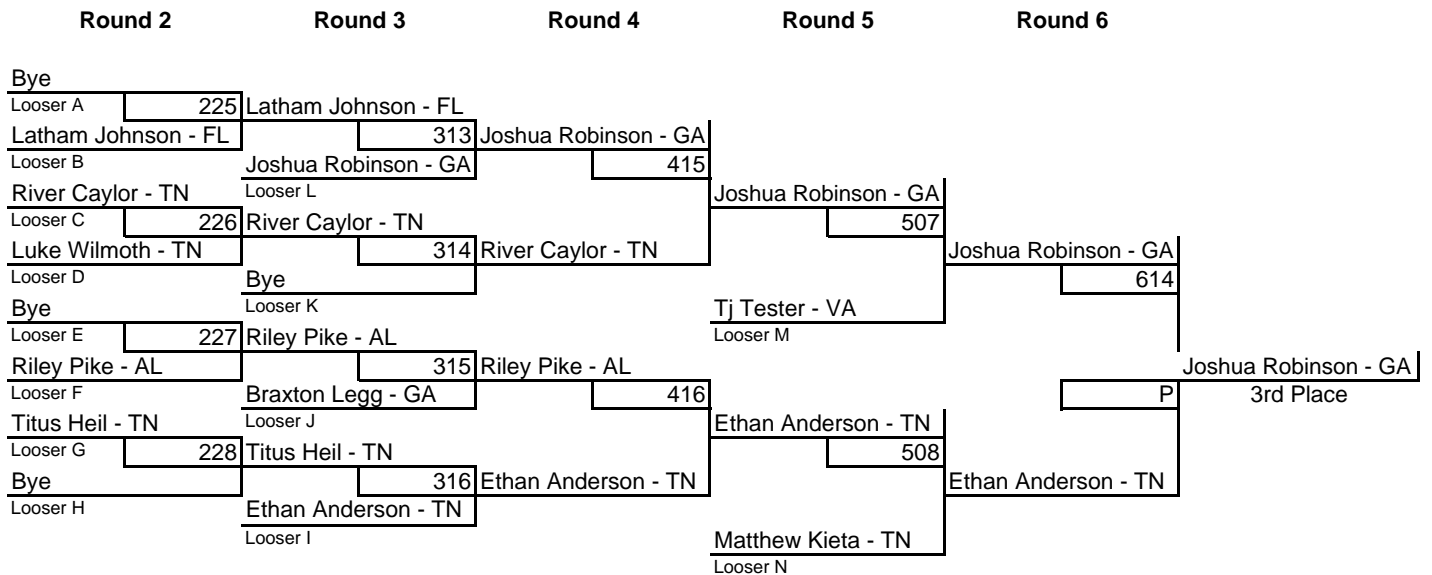 Round 2 Round 3 Round 4 Round 5 Round 6
Bye
Looser A 225 Latham Johnson - FL
Latham Johnson - FL 313 Joshua Robinson - GA
Looser B Joshua Robinson - GA 415
River Caylor - TN Looser L Joshua Robinson - GA
Looser C 226 River Caylor - TN 507
Luke Wilmoth - TN 314 River Caylor - TN Joshua Robinson - GA
Looser D Bye 614
Bye Looser K Tj Tester - VA
Looser E 227 Riley Pike - AL Looser M
Riley Pike - AL 315 Riley Pike - AL Joshua Robinson - GA
Looser F Braxton Legg - GA 416 P 3rd Place
Titus Heil - TN Looser J Ethan Anderson - TN
Looser G 228 Titus Heil - TN 508
Bye 316 Ethan Anderson - TN Ethan Anderson - TN
Looser H Ethan Anderson - TN
Looser I Matthew Kieta - TN
Looser N